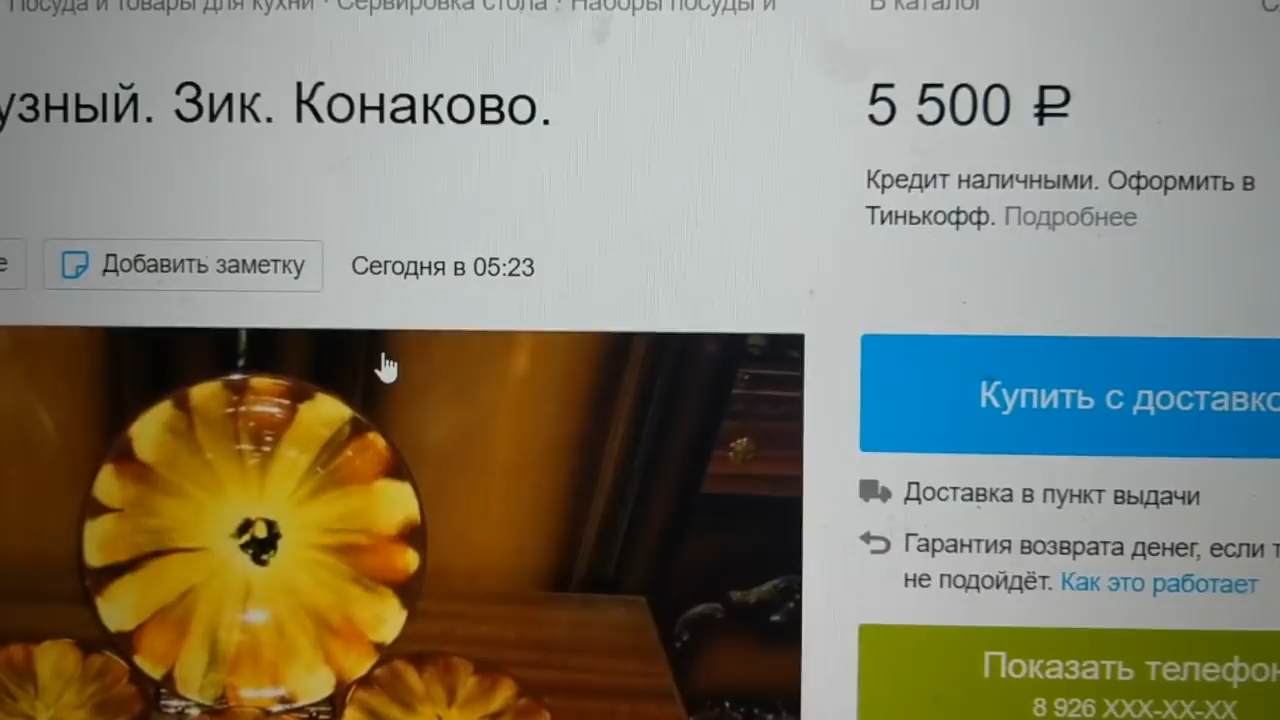 Посуда и товары для кухни · Сервировка стола · Наборы посуды и
В каталог
узный. Зик. Конаково.
5 500 ₽
Кредит наличными. Оформить в
Тинькофф. Подробнее
е
Добавить заметку
Сегодня в 05:23
Купить с доставко
Доставка в пункт выдачи
Гарантия возврата денег, если т
не подойдёт. Как это работает
Показать телефон
8 926 XXX-XX-XX